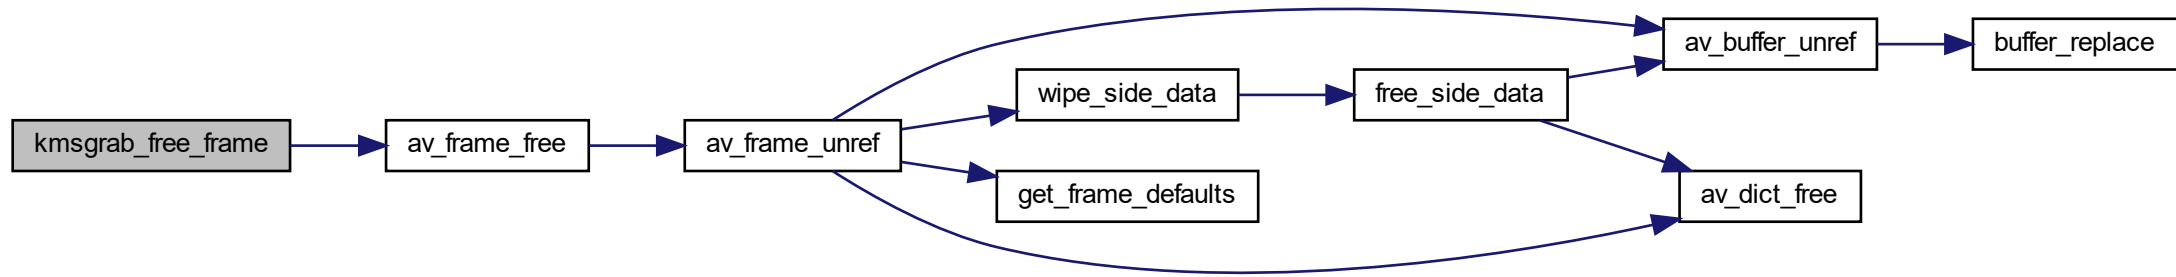 kmsgrab_free_frame
av_frame_free
av_frame_unref
wipe_side_data
get_frame_defaults
free_side_data
av_buffer_unref
av_dict_free
buffer_replace